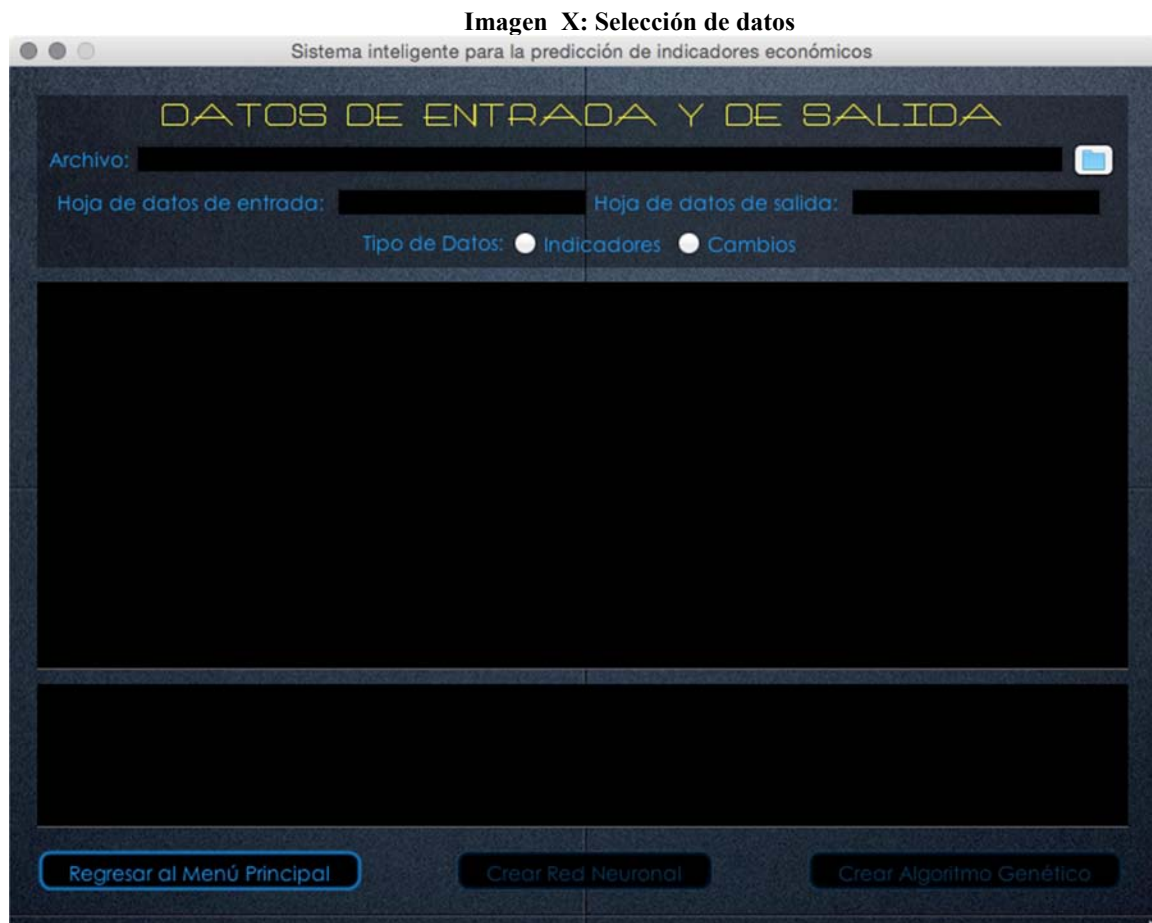 Imagen X: Selección de datos
Sistema inteligente para la predicción de indicadores económicos
DATOS DE ENTRADA Y DE SALIDA
Archivo:
Hoja de datos de entrada: Hoja de datos de salida:
Tipo de Datos: Indicadores Cambios
Regresar al Menú Principal Crear Red Neuronal Crear Algoritmo Genético